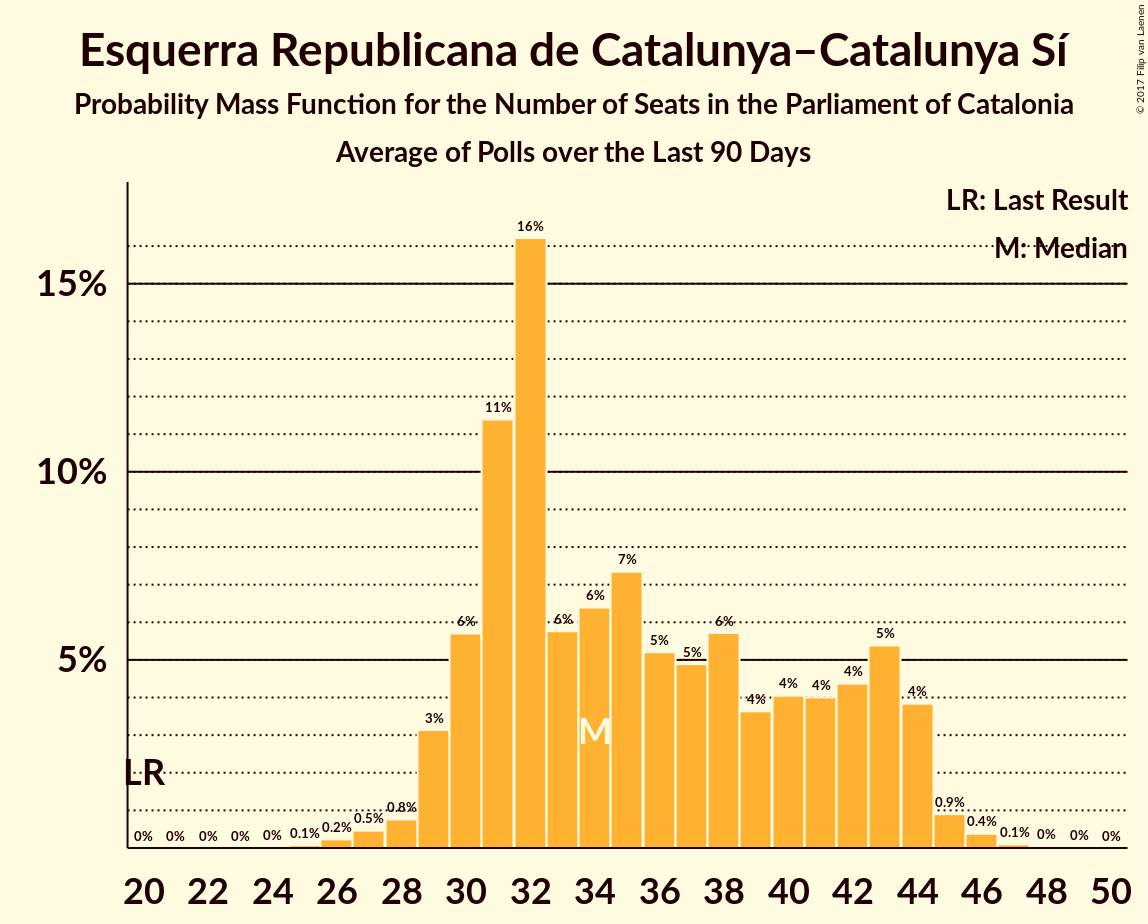 Esquerra Republicana de Catalunya–Catalunya Sí
Probability Mass Function for the Number of Seats in the Parliament of Catalonia
Average of Polls over the Last 90 Days
© 2017 Filip van Laenen
LR: Last Result
M: Median
15%
10%
5%
0% 0% 0% 0% 0% 0.1% 0.2% 0.5% 0.8% 3% 6% 11% 16% 6% 6% 7% 5% 5% 6% 4% 4% 4% 4% 5% 4% 0.9% 0.4% 0.1% 0% 0% 0%
M
LR
20 22 24 26 28 30 32 34 36 38 40 42 44 46 48 50